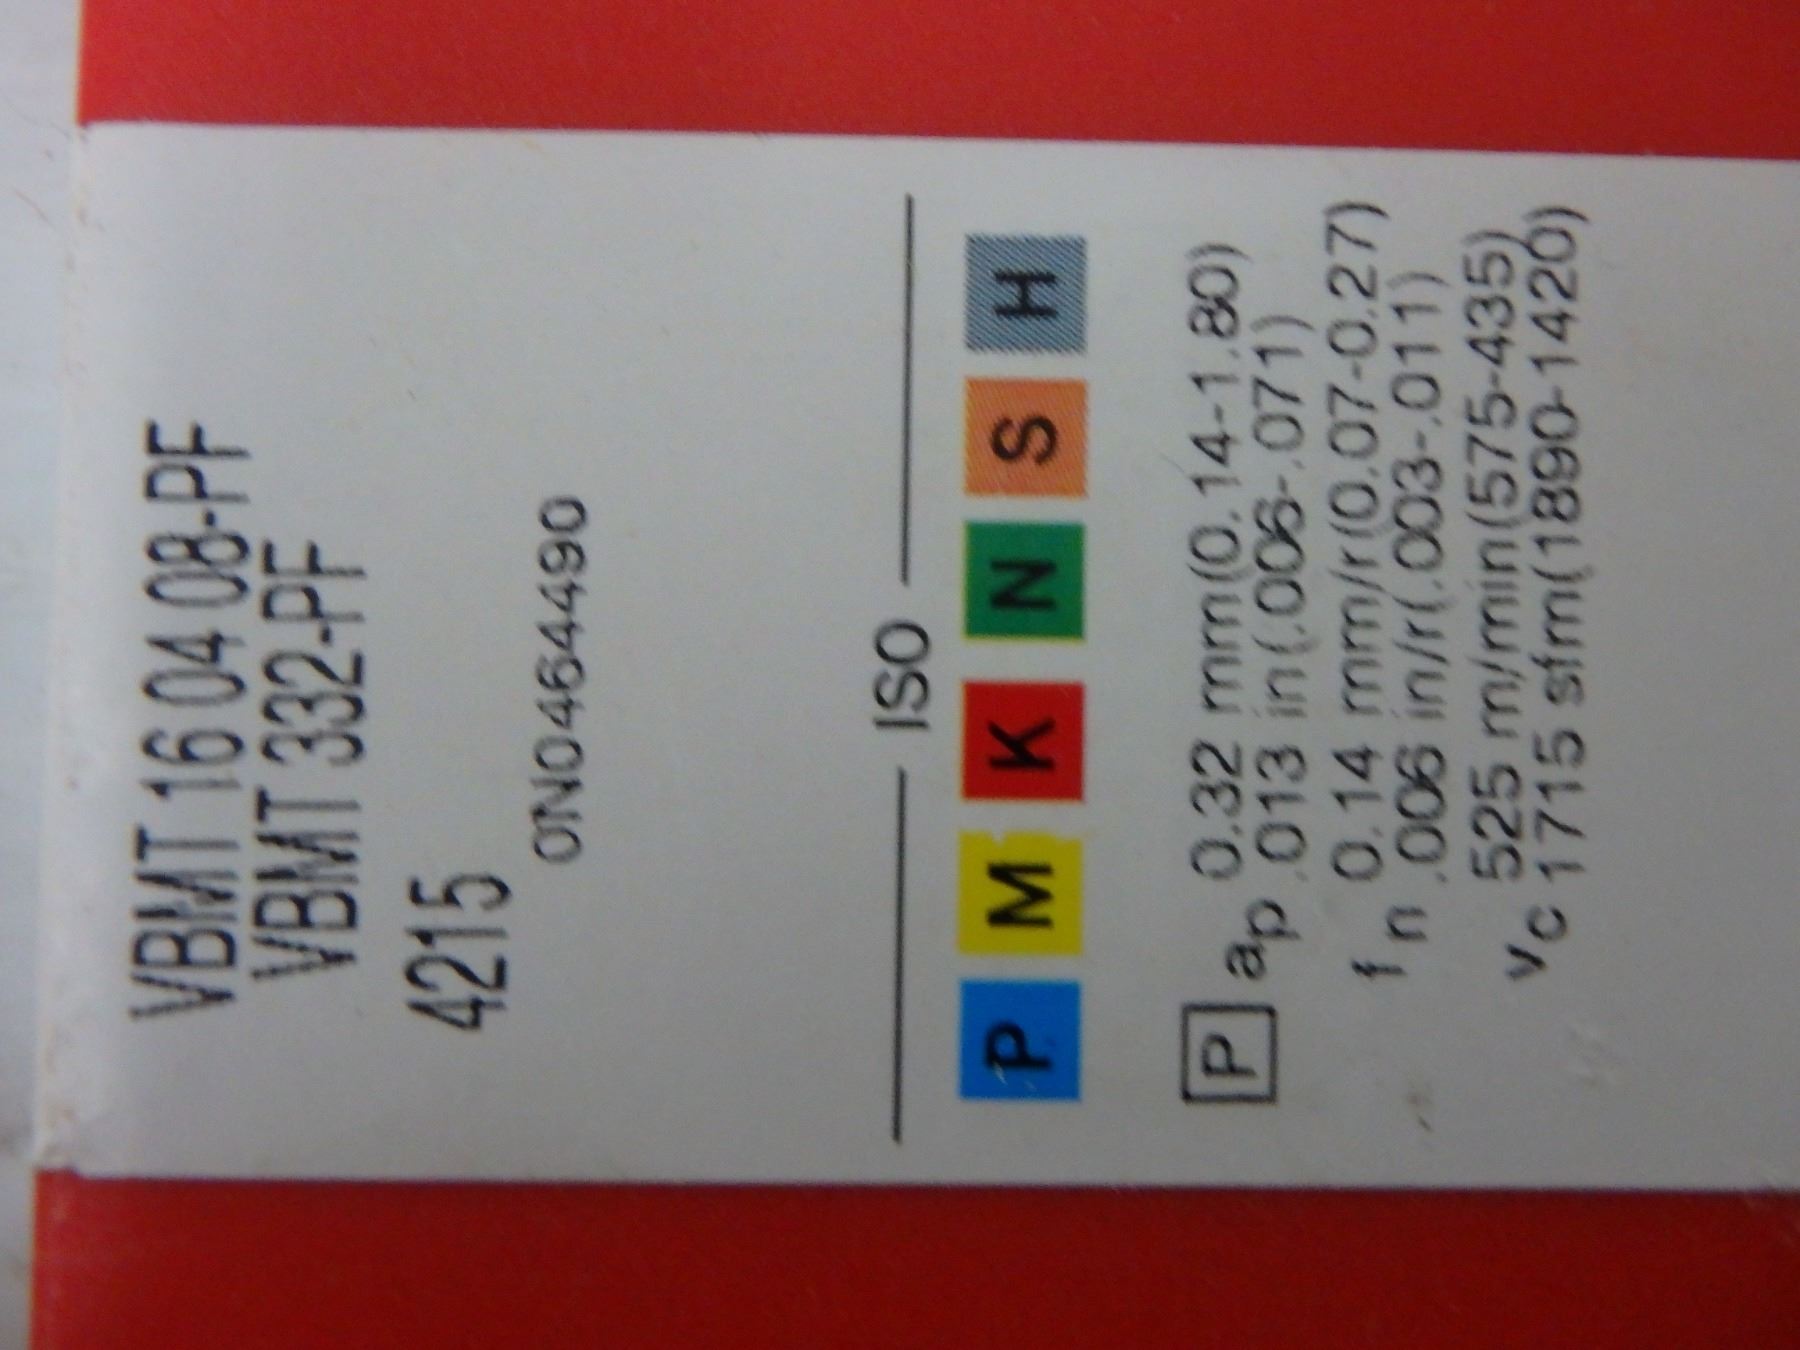 VBMT 16 04 08-PF
VBMT 332-PF
4215
0N0464490
ISO
P M K N S H
P ap 0.32 mm(0.14-1.80)
.013 in(.006-.071)
fn 0.14 mm/r(0.07-0.27)
.006 in/r(.003-.011)
vc 525 m/min(575-435)
1715 sfm(1890-1420)